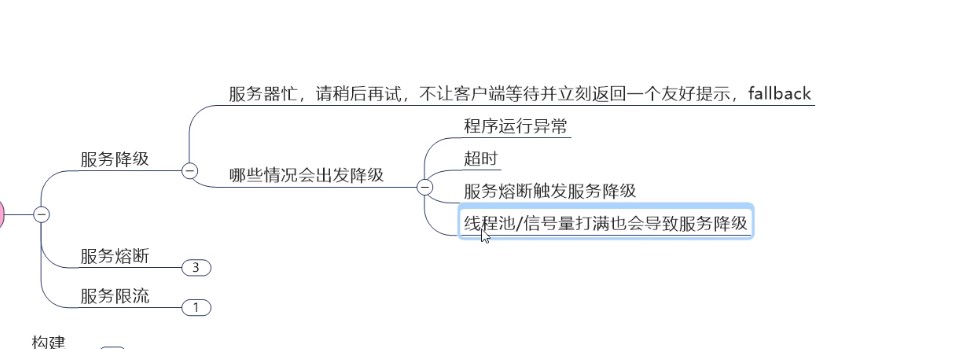 服务器忙，请稍后再试，不让客户端等待并立刻返回一个友好提示，fallback
程序运行异常
服务降级
超时
哪些情况会出发降级
服务熔断触发服务降级
线程池/信号量打满也会导致服务降级
服务熔断
3
服务限流
1
构建